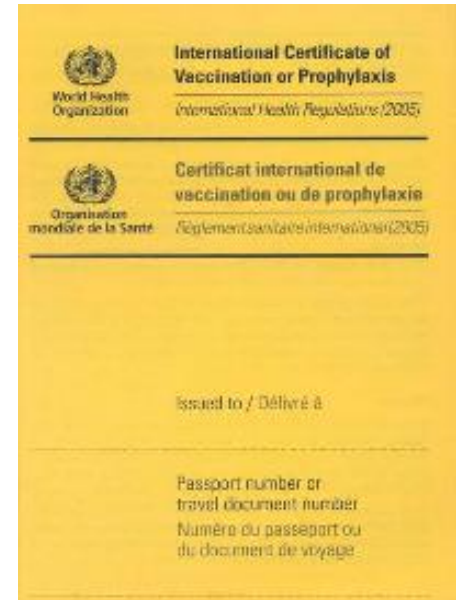 World Health
Organization
International Certificate of
Vaccination or Prophylaxis
International Health Regulations (2005)
Organisation
mondiale de la Santé
Certificat international de
vaccination ou de prophylaxie
Règlement sanitaire international (2005)
Issued to / Délivré à
Passport number or
travel document number
Numéro du passeport ou
du document de voyage